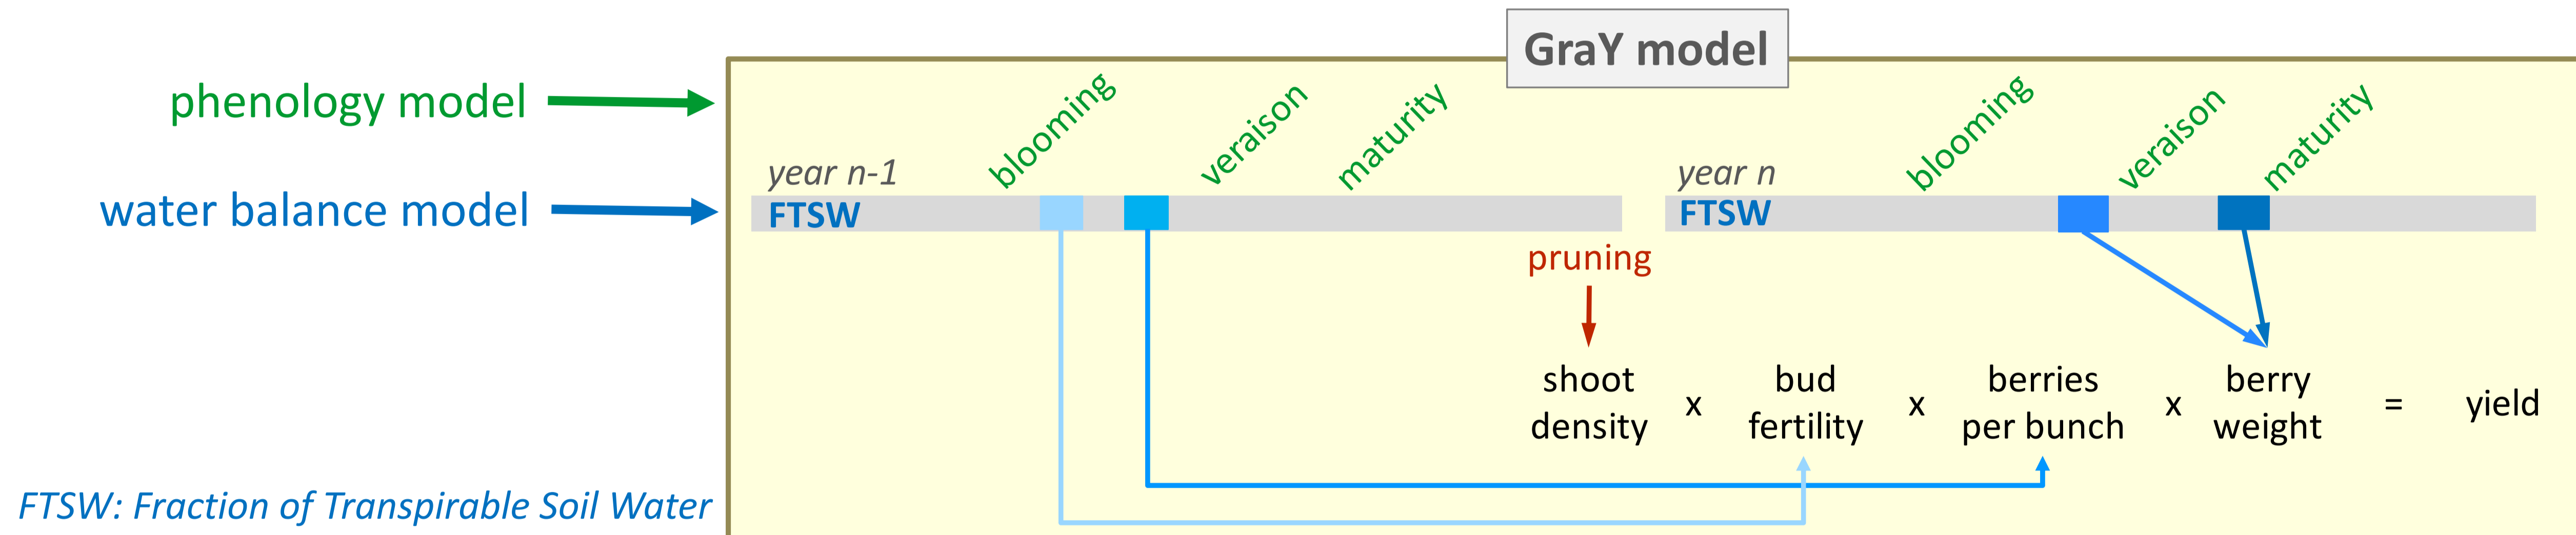 GraY model
phenology model
blooming
veraison
maturity
blooming
veraison
maturity
year n-1
year n
water balance model
FTSW
FTSW
pruning
shoot
density
x
bud
fertility
x
berries
per bunch
x
berry
weight
=
yield
FTSW: Fraction of Transpirable Soil Water